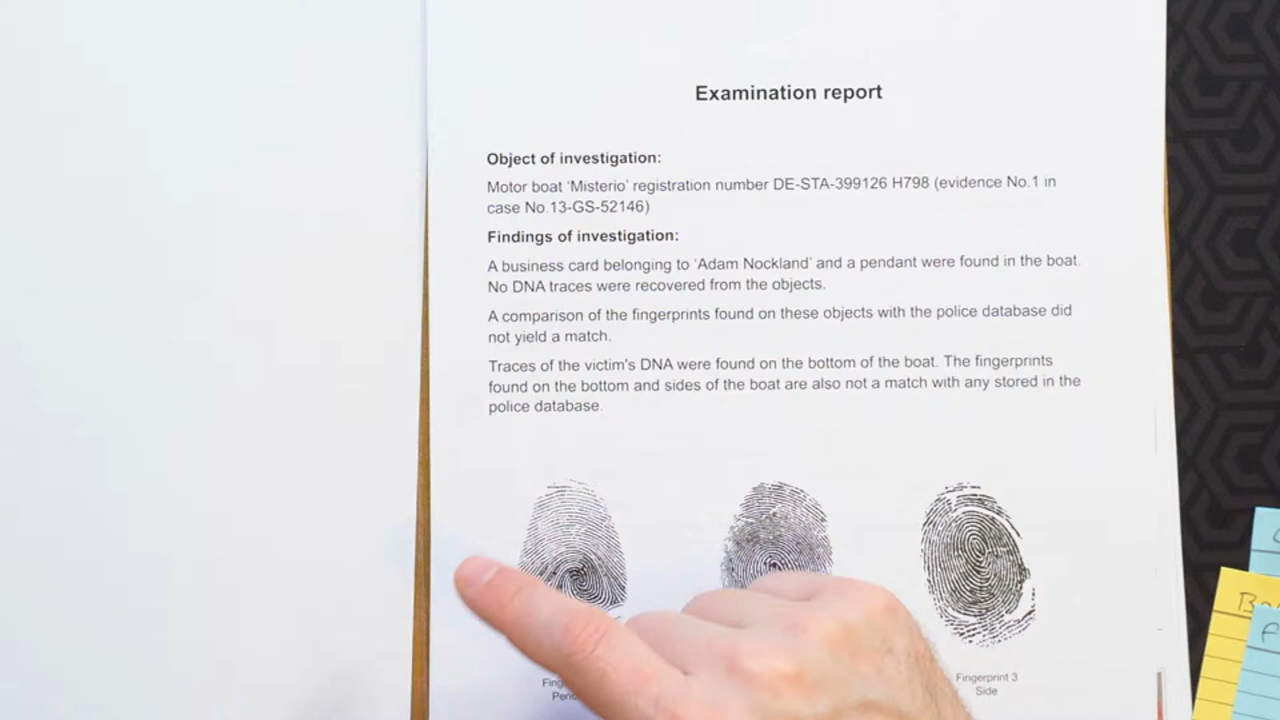 Examination report
Object of investigation:
Motor boat 'Misterio' registration number DE-STA-399126 H798 (evidence No.1 in
case No.13-GS-52146)
Findings of investigation:
A business card belonging to 'Adam Nockland' and a pendant were found in the boat.
No DNA traces were recovered from the objects.
A comparison of the fingerprints found on these objects with the police database did
not yield a match.
Traces of the victim's DNA were found on the bottom of the boat. The fingerprints
found on the bottom and sides of the boat are also not a match with any stored in the
police database.
Fingerprint 3
Side